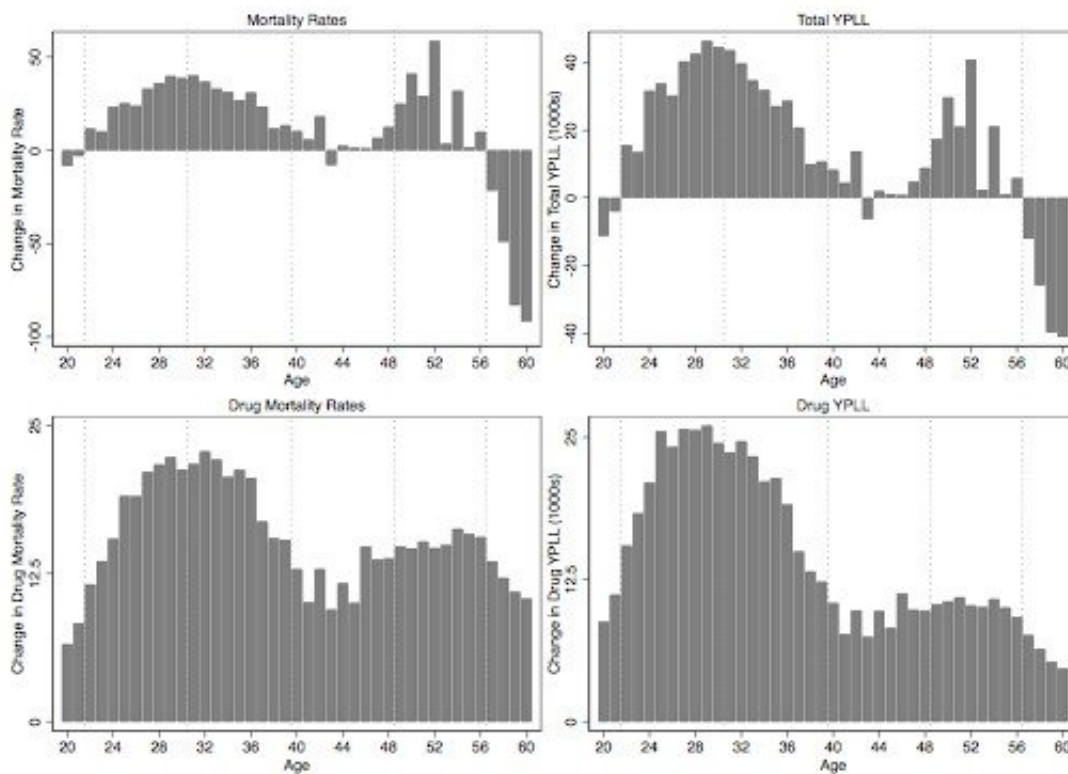 Mortality Rates
Change in Mortality Rate
50
0
-50
-100
20 24 28 32 36 40 44 48 52 56 60
Age
Total YPLL
Change in Total YPLL (1000s)
40
20
0
-20
-40
20 24 28 32 36 40 44 48 52 56 60
Age
Drug Mortality Rates
Change in Drug Mortality Rate
25
12.5
0
20 24 28 32 36 40 44 48 52 56 60
Age
Drug YPLL
Change in Drug YPLL (1000s)
25
12.5
0
20 24 28 32 36 40 44 48 52 56 60
Age